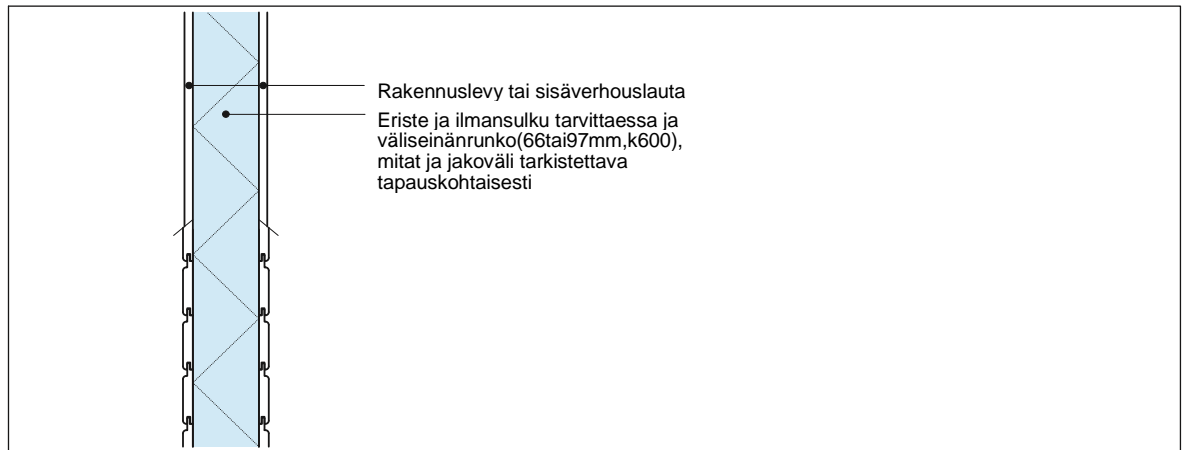 Rakennuslevy tai sisäverhouslauta
Eriste ja ilmansulku tarvittaessa ja
väliseinänrunko(66tai97mm,k600),
mitat ja jakoväli tarkistettava
tapauskohtaisesti